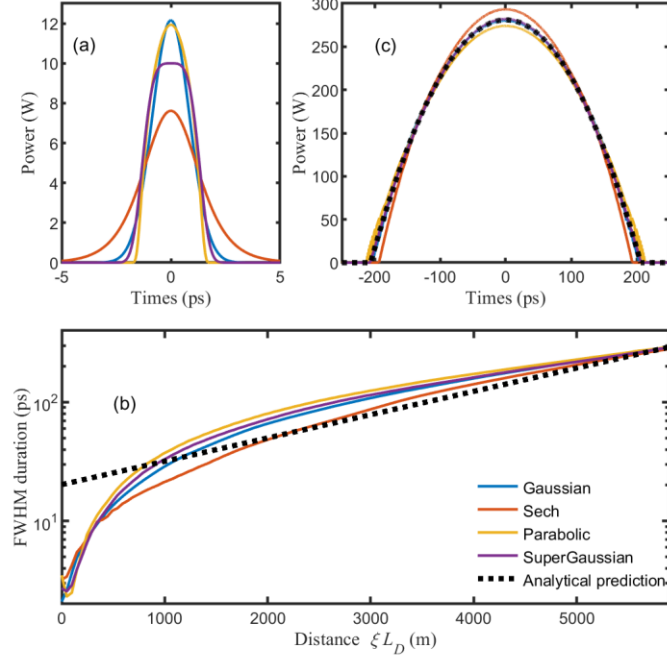 (a)
Power (W)
12
10
8
6
4
2
0
-5
0
5
Times (ps)
(c)
Power (W)
300
250
200
150
100
50
0
-200
-100
0
100
200
Times (ps)
(b)
FWHM duration (ps)
10²
10¹
0
1000
2000
3000
4000
5000
Distance ξL_D (m)
Gaussian
Sech
Parabolic
SuperGaussian
Analytical prediction